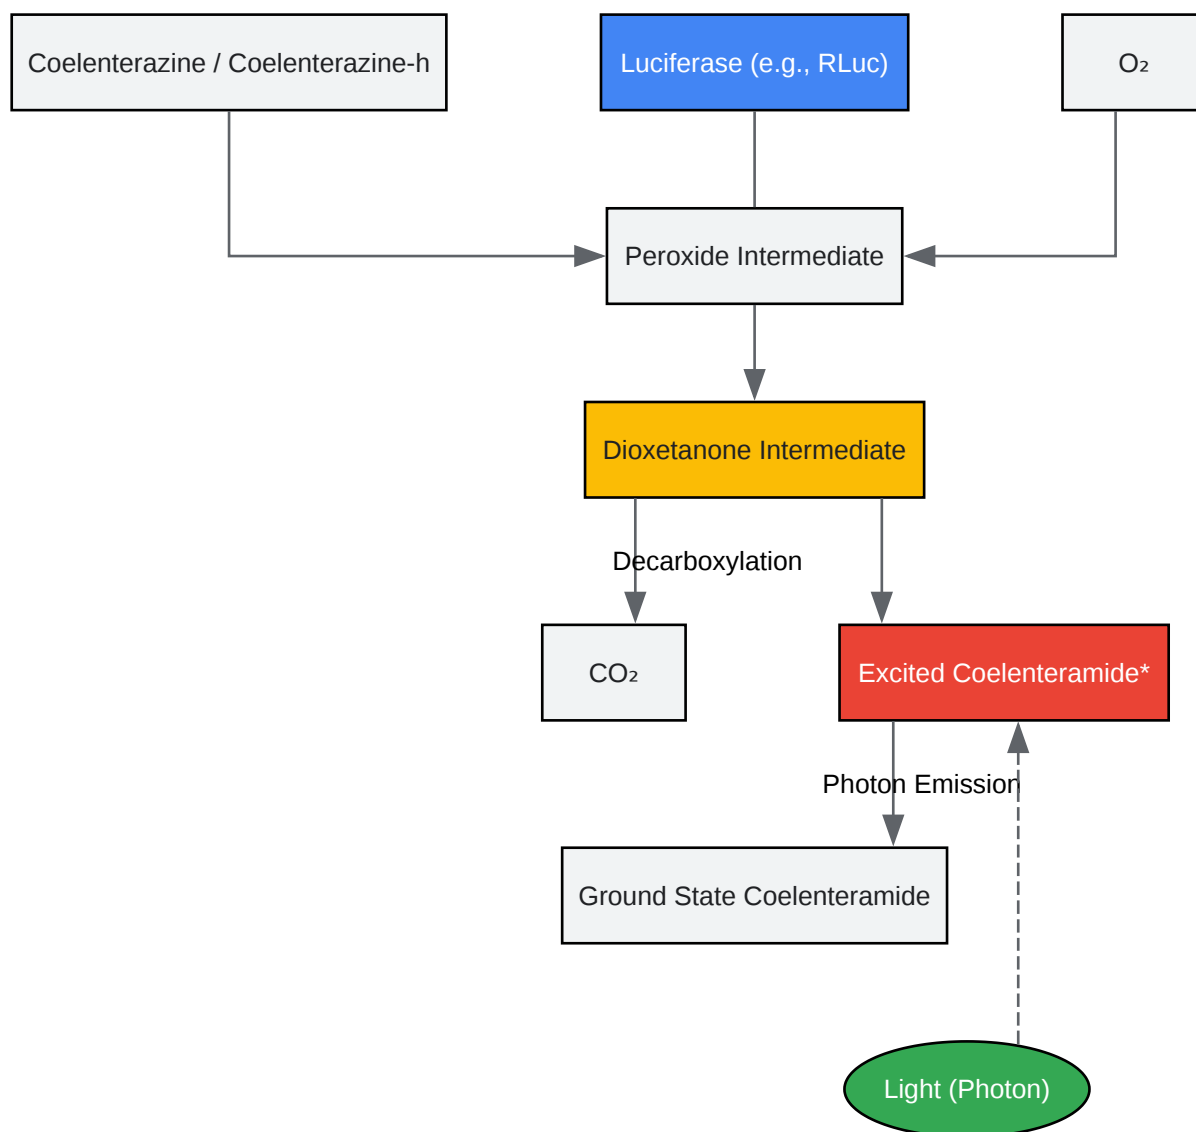 Coelenterazine / Coelenterazine-h
Luciferase (e.g., RLuc)
O₂
Peroxide Intermediate
Dioxetanone Intermediate
Decarboxylation
CO₂
Excited Coelenteramide*
Photon Emission
Ground State Coelenteramide
Light (Photon)